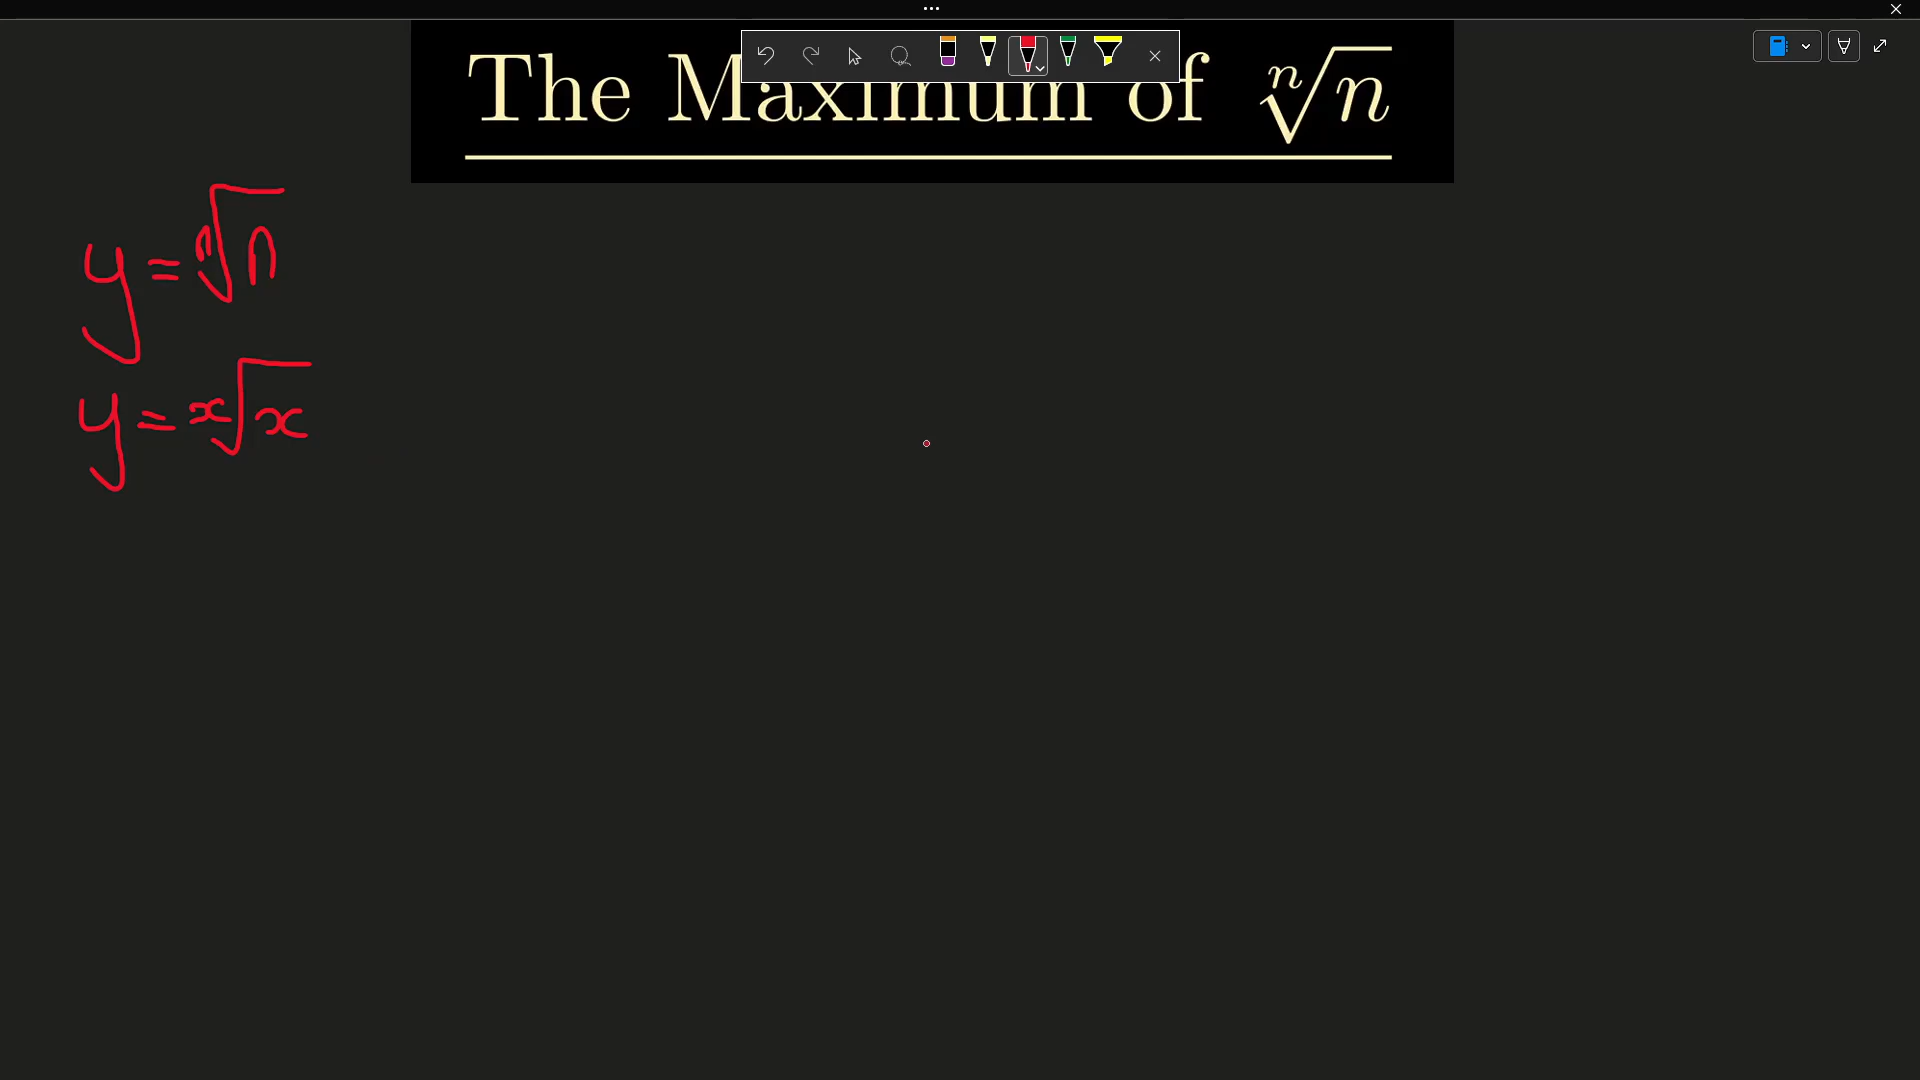 The Maximum of ⁿ√n
y = ⁿ√n
y = ˣ√x